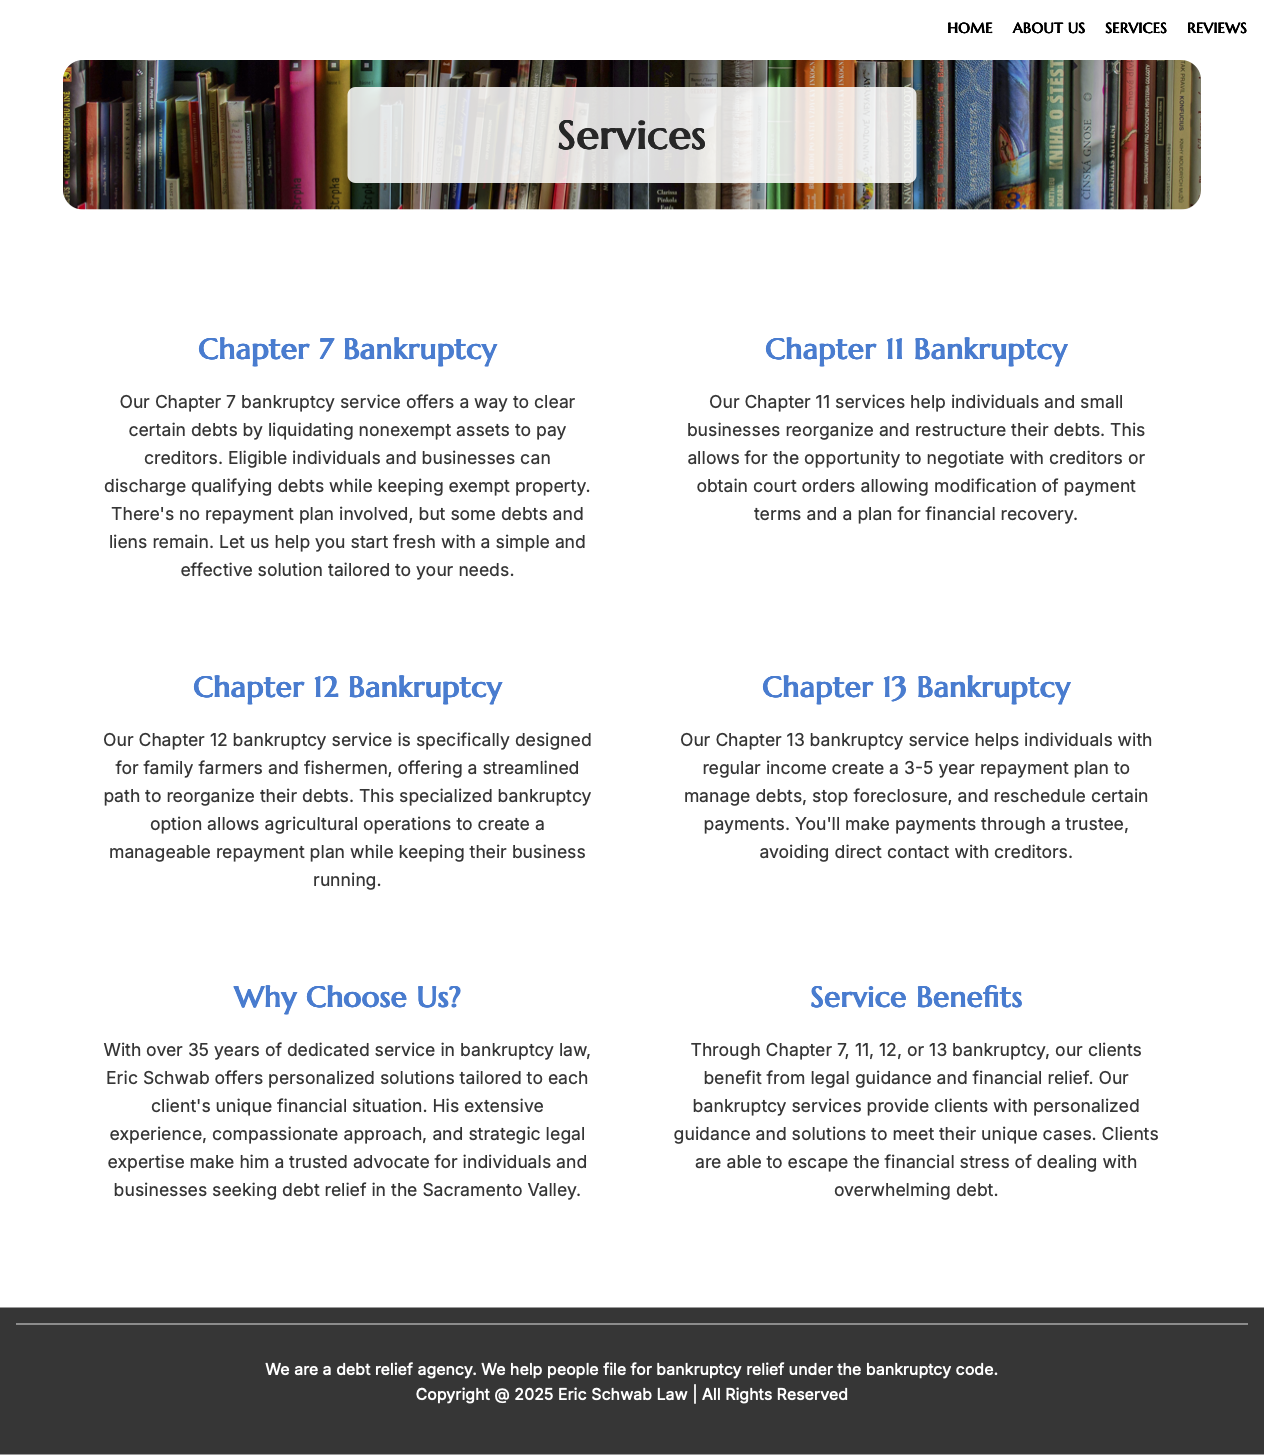 HOME ABOUT US SERVICES REVIEWS
Services
KNIHA O ŠTĚST
ČÍNSKÁ GNOSE
Clarissa
Pinkola
Estés
Chapter 7 Bankruptcy
Our Chapter 7 bankruptcy service offers a way to clear
certain debts by liquidating nonexempt assets to pay
creditors. Eligible individuals and businesses can
discharge qualifying debts while keeping exempt property.
There's no repayment plan involved, but some debts and
liens remain. Let us help you start fresh with a simple and
effective solution tailored to your needs.
Chapter 11 Bankruptcy
Our Chapter 11 services help individuals and small
businesses reorganize and restructure their debts. This
allows for the opportunity to negotiate with creditors or
obtain court orders allowing modification of payment
terms and a plan for financial recovery.
Chapter 12 Bankruptcy
Our Chapter 12 bankruptcy service is specifically designed
for family farmers and fishermen, offering a streamlined
path to reorganize their debts. This specialized bankruptcy
option allows agricultural operations to create a
manageable repayment plan while keeping their business
running.
Chapter 13 Bankruptcy
Our Chapter 13 bankruptcy service helps individuals with
regular income create a 3-5 year repayment plan to
manage debts, stop foreclosure, and reschedule certain
payments. You'll make payments through a trustee,
avoiding direct contact with creditors.
Why Choose Us?
With over 35 years of dedicated service in bankruptcy law,
Eric Schwab offers personalized solutions tailored to each
client's unique financial situation. His extensive
experience, compassionate approach, and strategic legal
expertise make him a trusted advocate for individuals and
businesses seeking debt relief in the Sacramento Valley.
Service Benefits
Through Chapter 7, 11, 12, or 13 bankruptcy, our clients
benefit from legal guidance and financial relief. Our
bankruptcy services provide clients with personalized
guidance and solutions to meet their unique cases. Clients
are able to escape the financial stress of dealing with
overwhelming debt.
We are a debt relief agency. We help people file for bankruptcy relief under the bankruptcy code.
Copyright @ 2025 Eric Schwab Law | All Rights Reserved